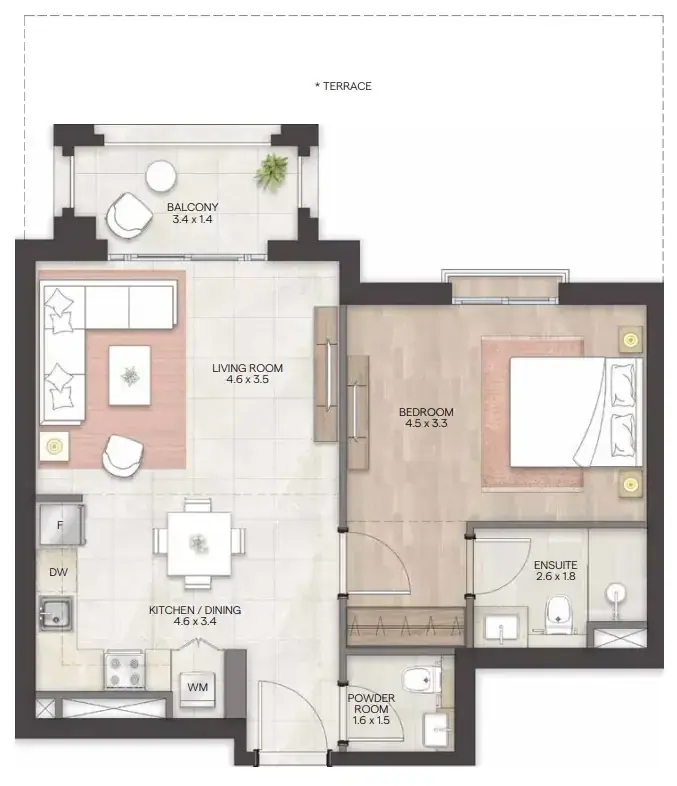 * TERRACE
BALCONY
3.4 x 1.4
LIVING ROOM
4.6 x 3.5
BEDROOM
4.5 x 3.3
F
DW
ENSUITE
2.6 x 1.8
KITCHEN / DINING
4.6 x 3.4
WM
POWDER
ROOM
1.6 x 1.5